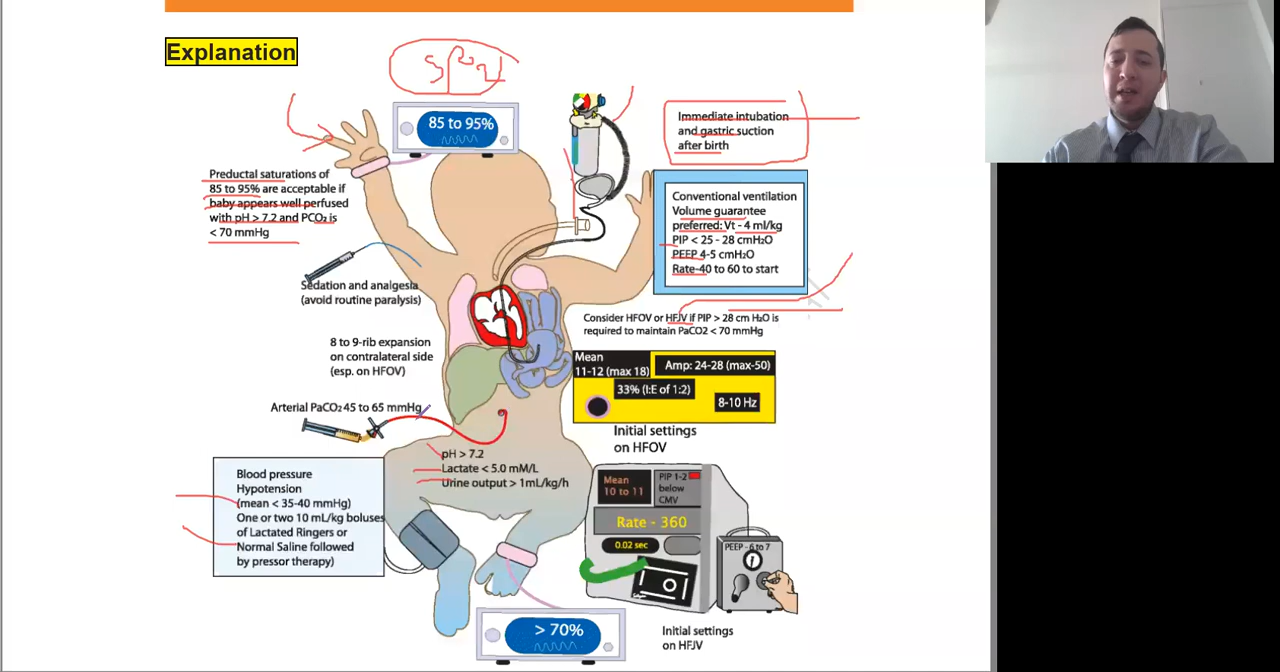 Explanation
SPO2
85 to 95%
Immediate intubation
and gastric suction
after birth
Preductal saturations of
85 to 95% are acceptable if
baby appears well perfused
with pH > 7.2 and PCO₂ is
< 70 mmHg
Conventional ventilation
Volume guarantee
preferred: Vt - 4 ml/kg
PIP < 25 - 28 cmH₂O
PEEP 4-5 cmH₂O
Rate-40 to 60 to start
Sedation and analgesia
(avoid routine paralysis)
Consider HFOV or HFJV if PIP > 28 cm H₂O is
required to maintain PaCO2 < 70 mmHg
8 to 9-rib expansion
on contralateral side
(esp. on HFOV)
Mean
11-12 (max 18)
Amp: 24-28 (max-50)
33% (I:E of 1:2)
8-10 Hz
Arterial PaCO2 45 to 65 mmHg
Initial settings
on HFOV
pH > 7.2
Lactate < 5.0 mM/L
Urine output > 1mL/kg/h
Blood pressure
Hypotension
(mean < 35-40 mmHg)
One or two 10 mL/kg boluses
of Lactated Ringers or
Normal Saline followed
by pressor therapy)
Mean
10 to 11
PIP 1-2
below
CMV
Rate - 360
0.02 sec
PEEP - 6 to 7
> 70%
Initial settings
on HFJV